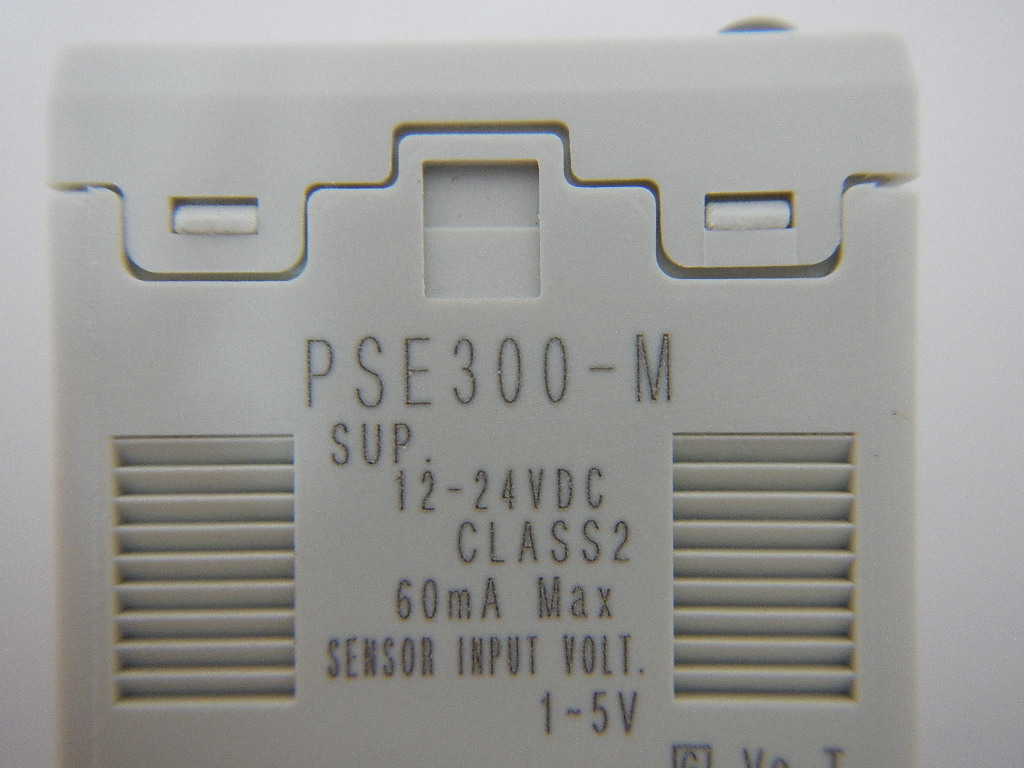 PSE300-M
SUP.
12-24VDC
CLASS2
60mA Max
SENSOR INPUT VOLT.
1~5V